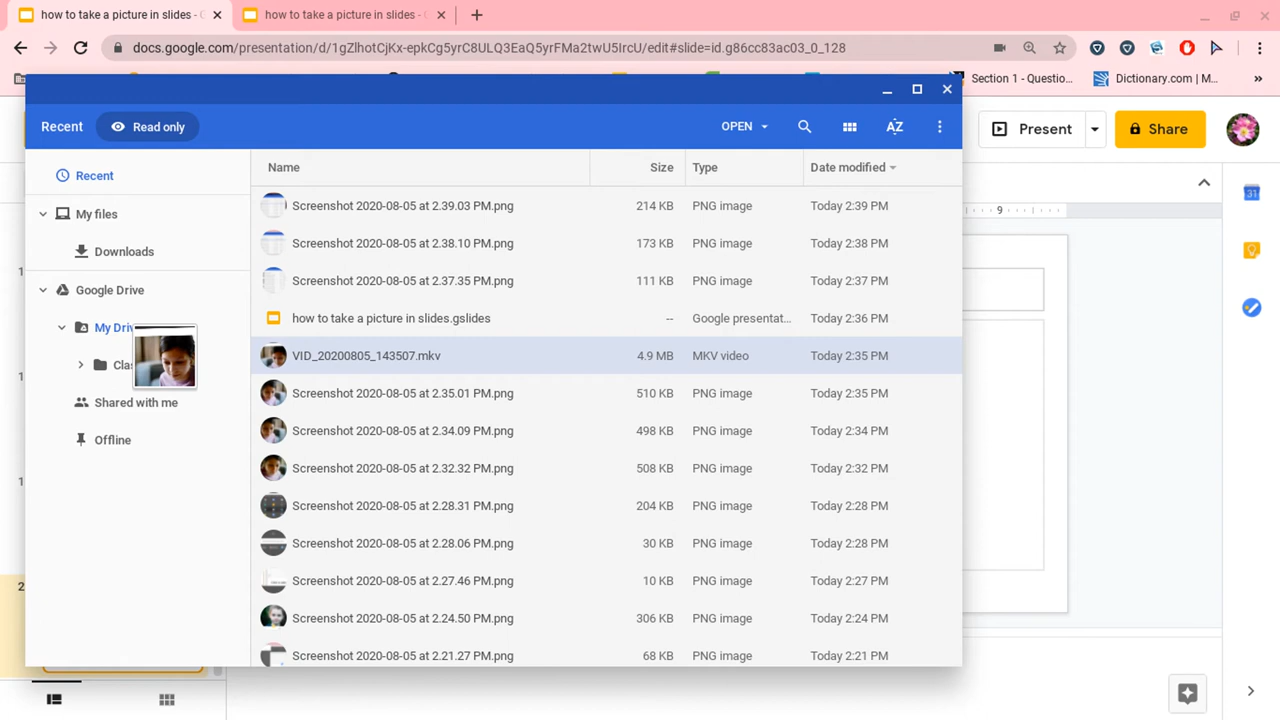 how to take a picture in slides -
how to take a picture in slides -
docs.google.com/presentation/d/1gZlhotCjKx-epkCg5yrC8ULQ3EaQ5yrFMa2twU5IrcU/edit#slide=id.g86cc83ac03_0_128
Section 1 - Questio...
Dictionary.com | M...
Recent
Read only
OPEN
AZ
Present
Share
Recent
My files
Downloads
Google Drive
My Driv
Clas
Shared with me
Offline
Name Size Type Date modified
Screenshot 2020-08-05 at 2.39.03 PM.png 214 KB PNG image Today 2:39 PM
Screenshot 2020-08-05 at 2.38.10 PM.png 173 KB PNG image Today 2:38 PM
Screenshot 2020-08-05 at 2.37.35 PM.png 111 KB PNG image Today 2:37 PM
how to take a picture in slides.gslides -- Google presentat... Today 2:36 PM
VID_20200805_143507.mkv 4.9 MB MKV video Today 2:35 PM
Screenshot 2020-08-05 at 2.35.01 PM.png 510 KB PNG image Today 2:35 PM
Screenshot 2020-08-05 at 2.34.09 PM.png 498 KB PNG image Today 2:34 PM
Screenshot 2020-08-05 at 2.32.32 PM.png 508 KB PNG image Today 2:32 PM
Screenshot 2020-08-05 at 2.28.31 PM.png 204 KB PNG image Today 2:28 PM
Screenshot 2020-08-05 at 2.28.06 PM.png 30 KB PNG image Today 2:28 PM
Screenshot 2020-08-05 at 2.27.46 PM.png 10 KB PNG image Today 2:27 PM
Screenshot 2020-08-05 at 2.24.50 PM.png 306 KB PNG image Today 2:24 PM
Screenshot 2020-08-05 at 2.21.27 PM.png 68 KB PNG image Today 2:21 PM
9
31
1
1
1
2